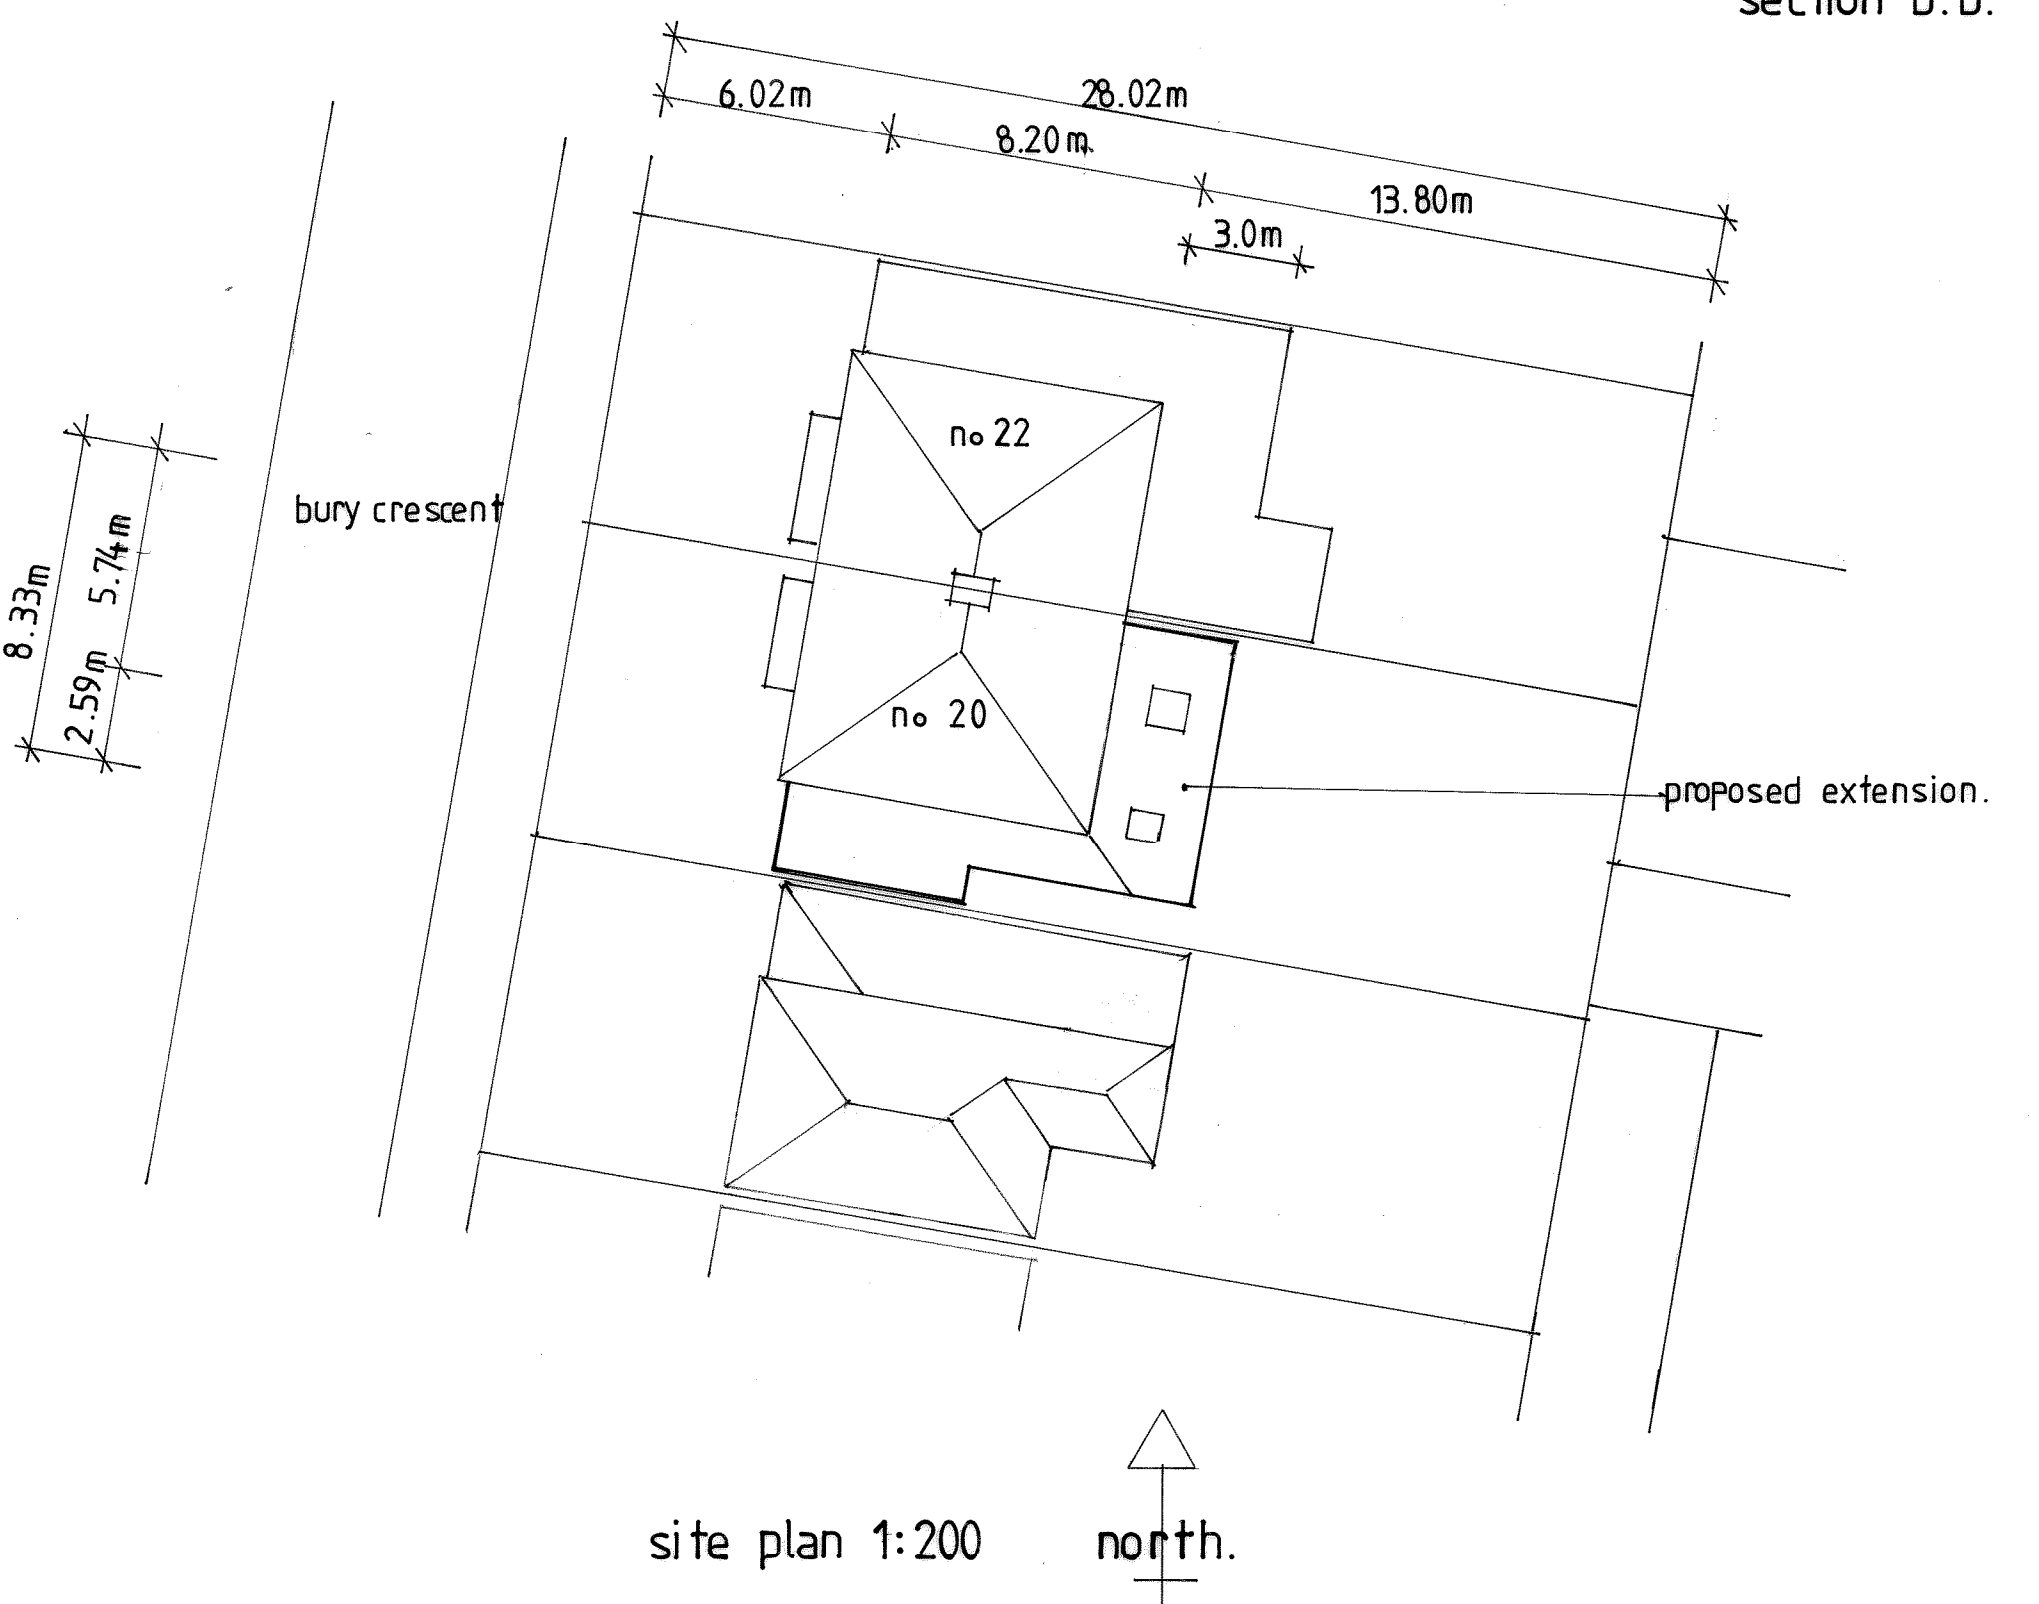 section D.D.
28.02m
6.02m
8.20m
13.80m
3.0m
no 22
bury crescent
5.74m
8.33m
2.59m
no 20
proposed extension.
site plan 1:200
north.